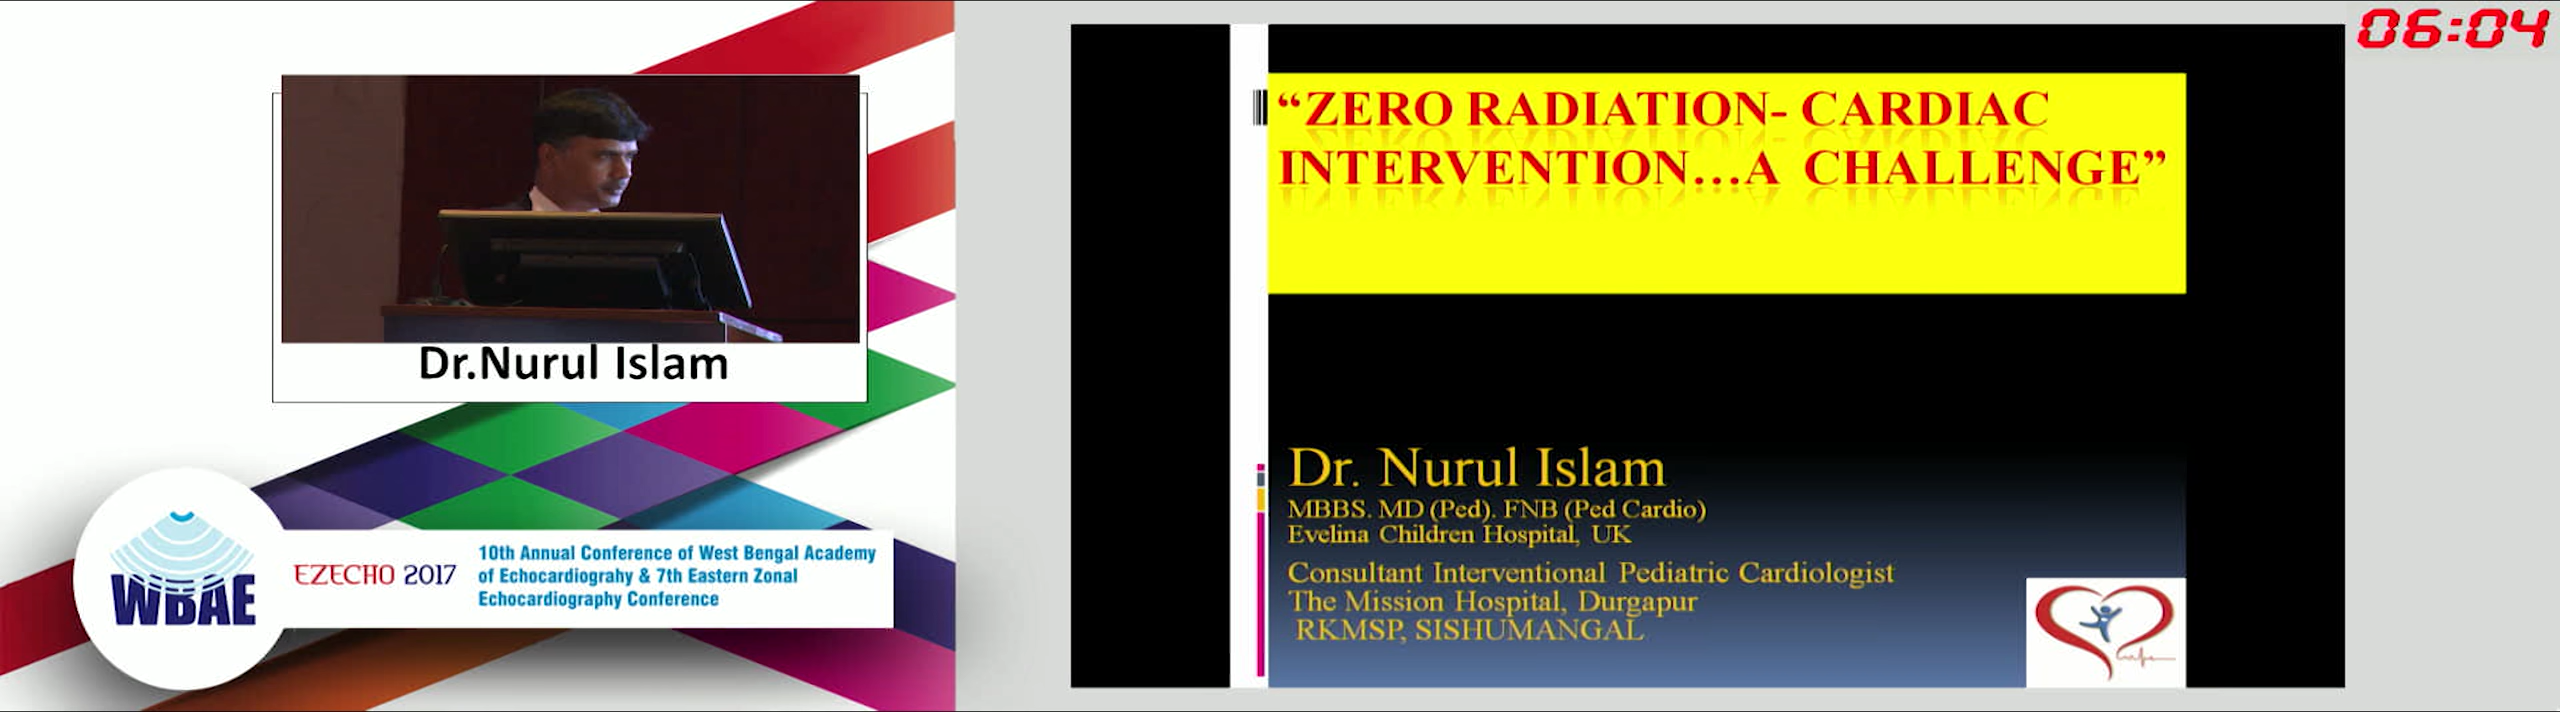 Dr.Nurul Islam
WBAE
EZECHO 2017
10th Annual Conference of West Bengal Academy
of Echocardiograhy & 7th Eastern Zonal
Echocardiography Conference
“ZERO RADIATION- CARDIAC
INTERVENTION...A CHALLENGE”
Dr. Nurul Islam
MBBS. MD (Ped). FNB (Ped Cardio)
Evelina Children Hospital, UK
Consultant Interventional Pediatric Cardiologist
The Mission Hospital, Durgapur
RKMSP, SISHUMANGAL
06:04